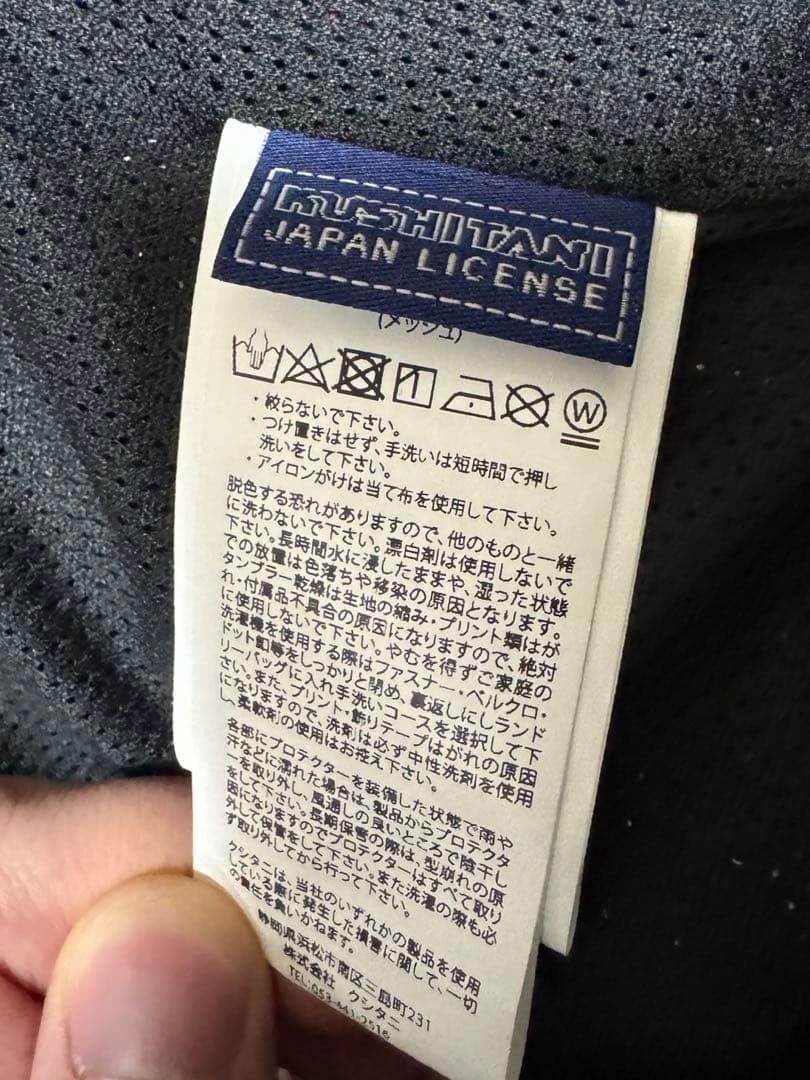 KUSHITANI
JAPAN LICENSE
(メッシュ)
W
・絞らないで下さい。
・つけ置きはせず、手洗いは短時間で押し
洗いをして下さい。
・アイロンがけは当て布を使用して下さい。
脱色する恐れがありますので、他のものと一緒
に洗わないで下さい。漂白剤は使用しないで
下さい。長時間水に浸したままや、湿った状態
での放置は色落ちや移染の原因となります。
タンブラー乾燥は生地の縮み・プリント類はが
れ・付属品不具合の原因になりますので、絶対
に使用しないで下さい。やむを得ずご家庭の
洗濯機を使用する際はファスナー・ベルクロ・
ドット釦等をしっかりと閉め、裏返しにしランド
リーバッグに入れ手洗いコースを選択して下
さい。また、プリント・飾りテープはがれの原因
になりますので、洗剤は必ず中性洗剤を使用
し、柔軟剤の使用はお控え下さい。
各部にプロテクターを装備した状態で雨や
汗などに濡れた場合は、製品からプロテクタ
ーを取り外し、風通しの良いところで陰干し
をして下さい。長期保管の際は、型崩れの原
因になりますのでプロテクターはすべて取り
外して保管をして下さい。また洗濯の際も必
ず取り外してから行って下さい。
クシタニは、当社のいずれかの製品を使用
している際に発生した損害に関して、一切
の責任を負いかねます。
静岡県浜松市南区三島町231
株式会社 クシタニ
TEL:053-441-2516